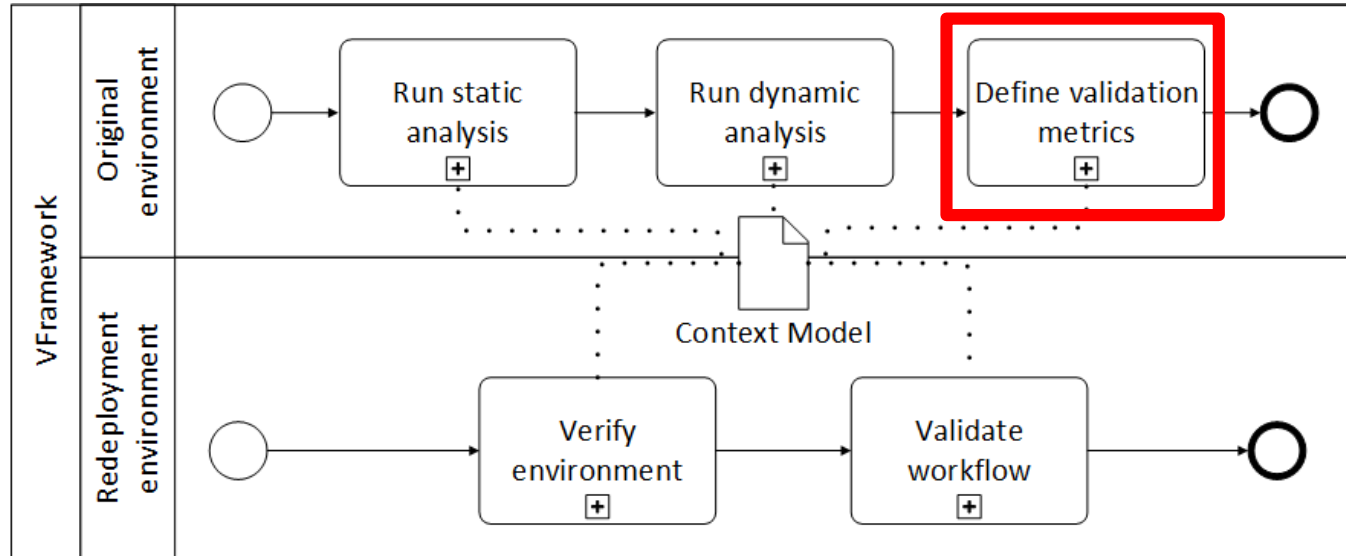 VFramework
Original
environment
Run static
analysis
Run dynamic
analysis
Define validation
metrics
Context Model
Redeployment
environment
Verify
environment
Validate
workflow